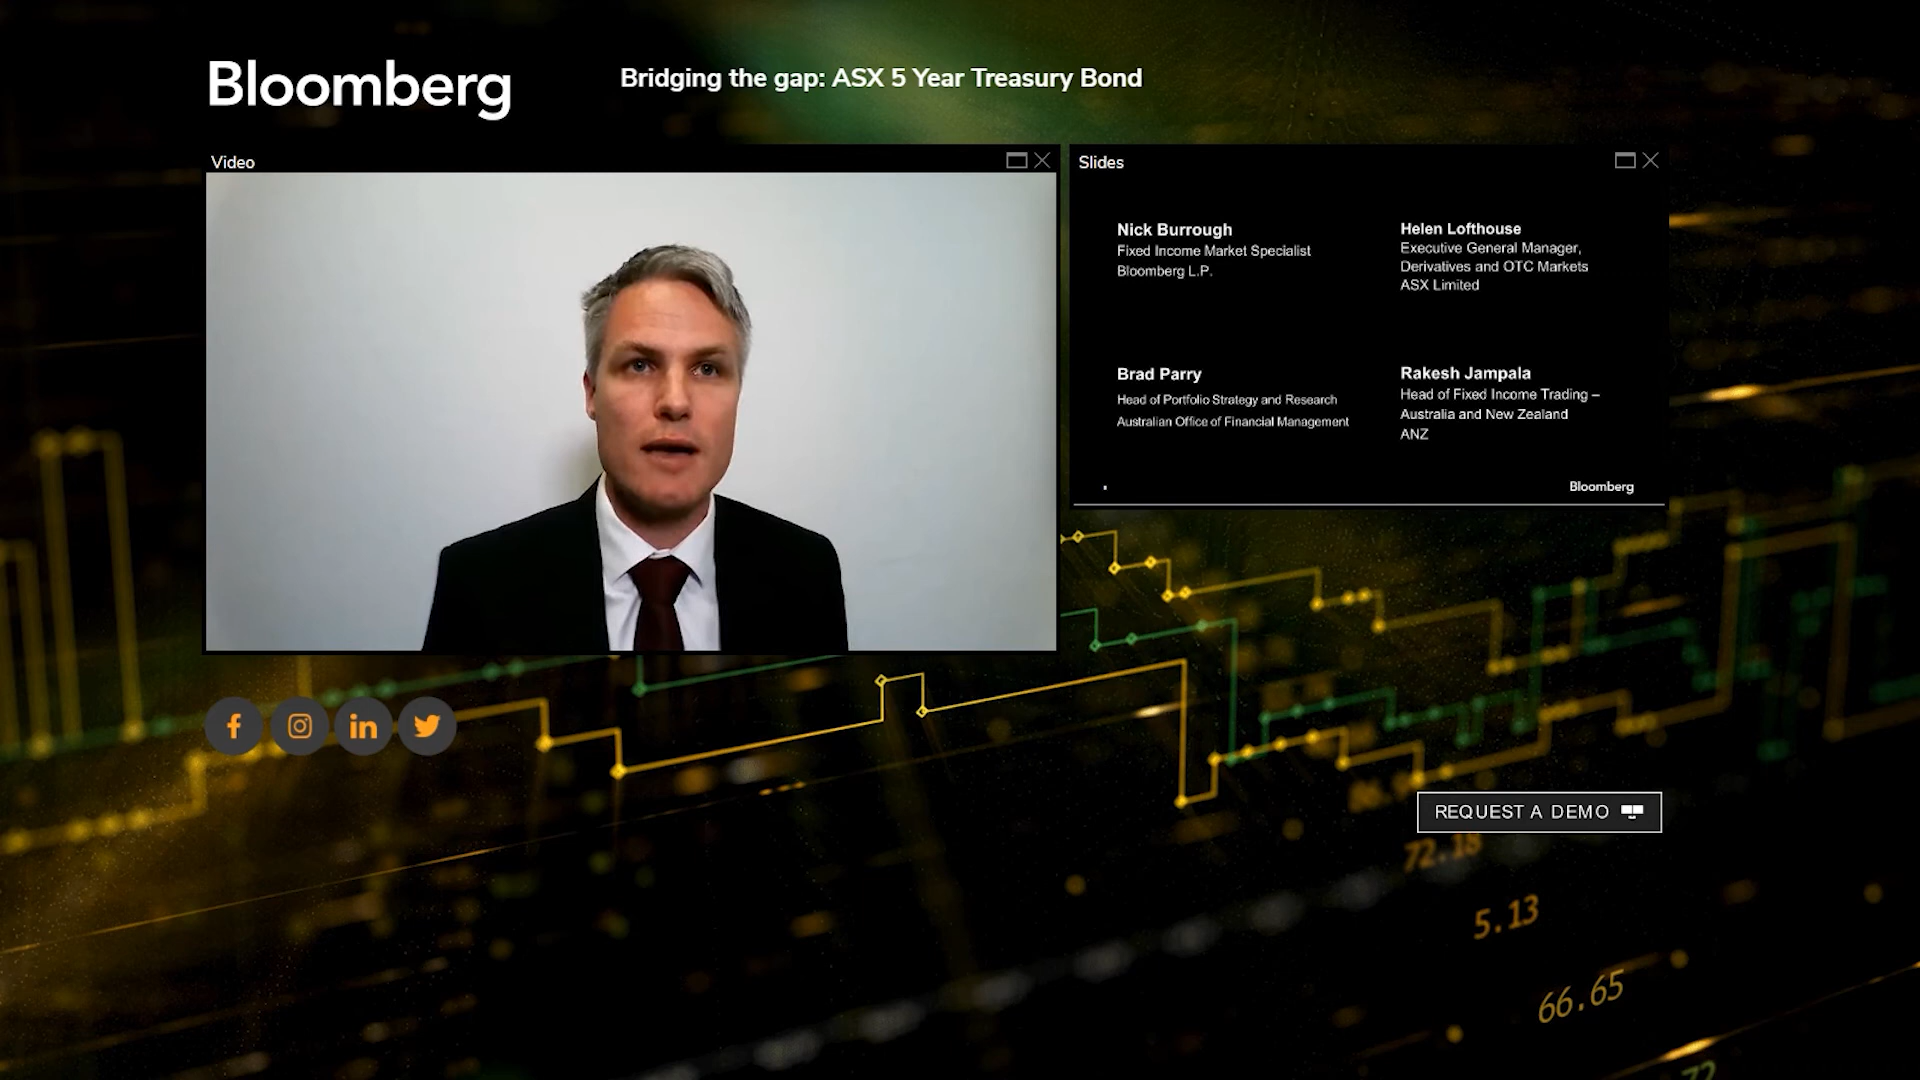 Bloomberg
Bridging the gap: ASX 5 Year Treasury Bond
Video
Slides
Nick Burrough
Fixed Income Market Specialist
Bloomberg L.P.
Helen Lofthouse
Executive General Manager,
Derivatives and OTC Markets
ASX Limited
Brad Parry
Head of Portfolio Strategy and Research
Australian Office of Financial Management
Rakesh Jampala
Head of Fixed Income Trading –
Australia and New Zealand
ANZ
Bloomberg
REQUEST A DEMO
72.18
5.13
66.65
72